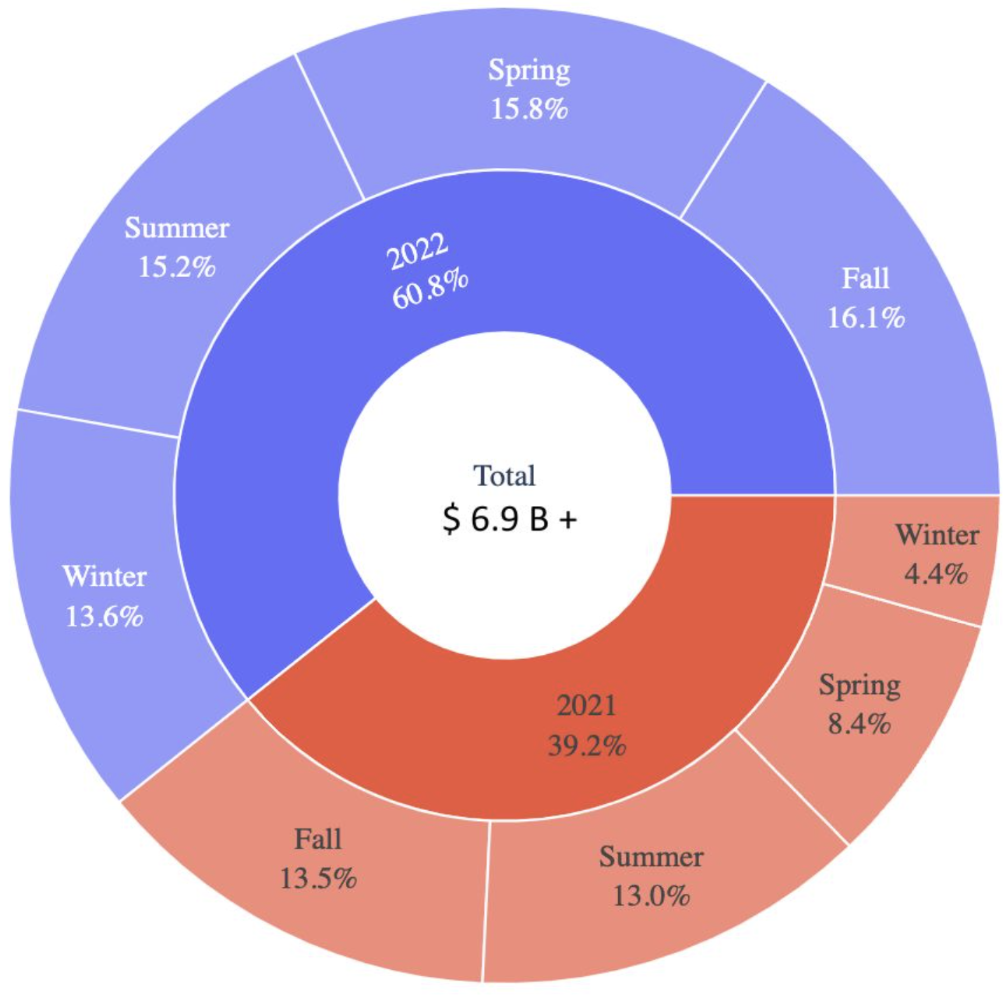 Spring
15.8%
Fall
16.1%
Summer
15.2%
2022
60.8%
Winter
13.6%
Total
$ 6.9 B +
Winter
4.4%
Spring
8.4%
2021
39.2%
Fall
13.5%
Summer
13.0%